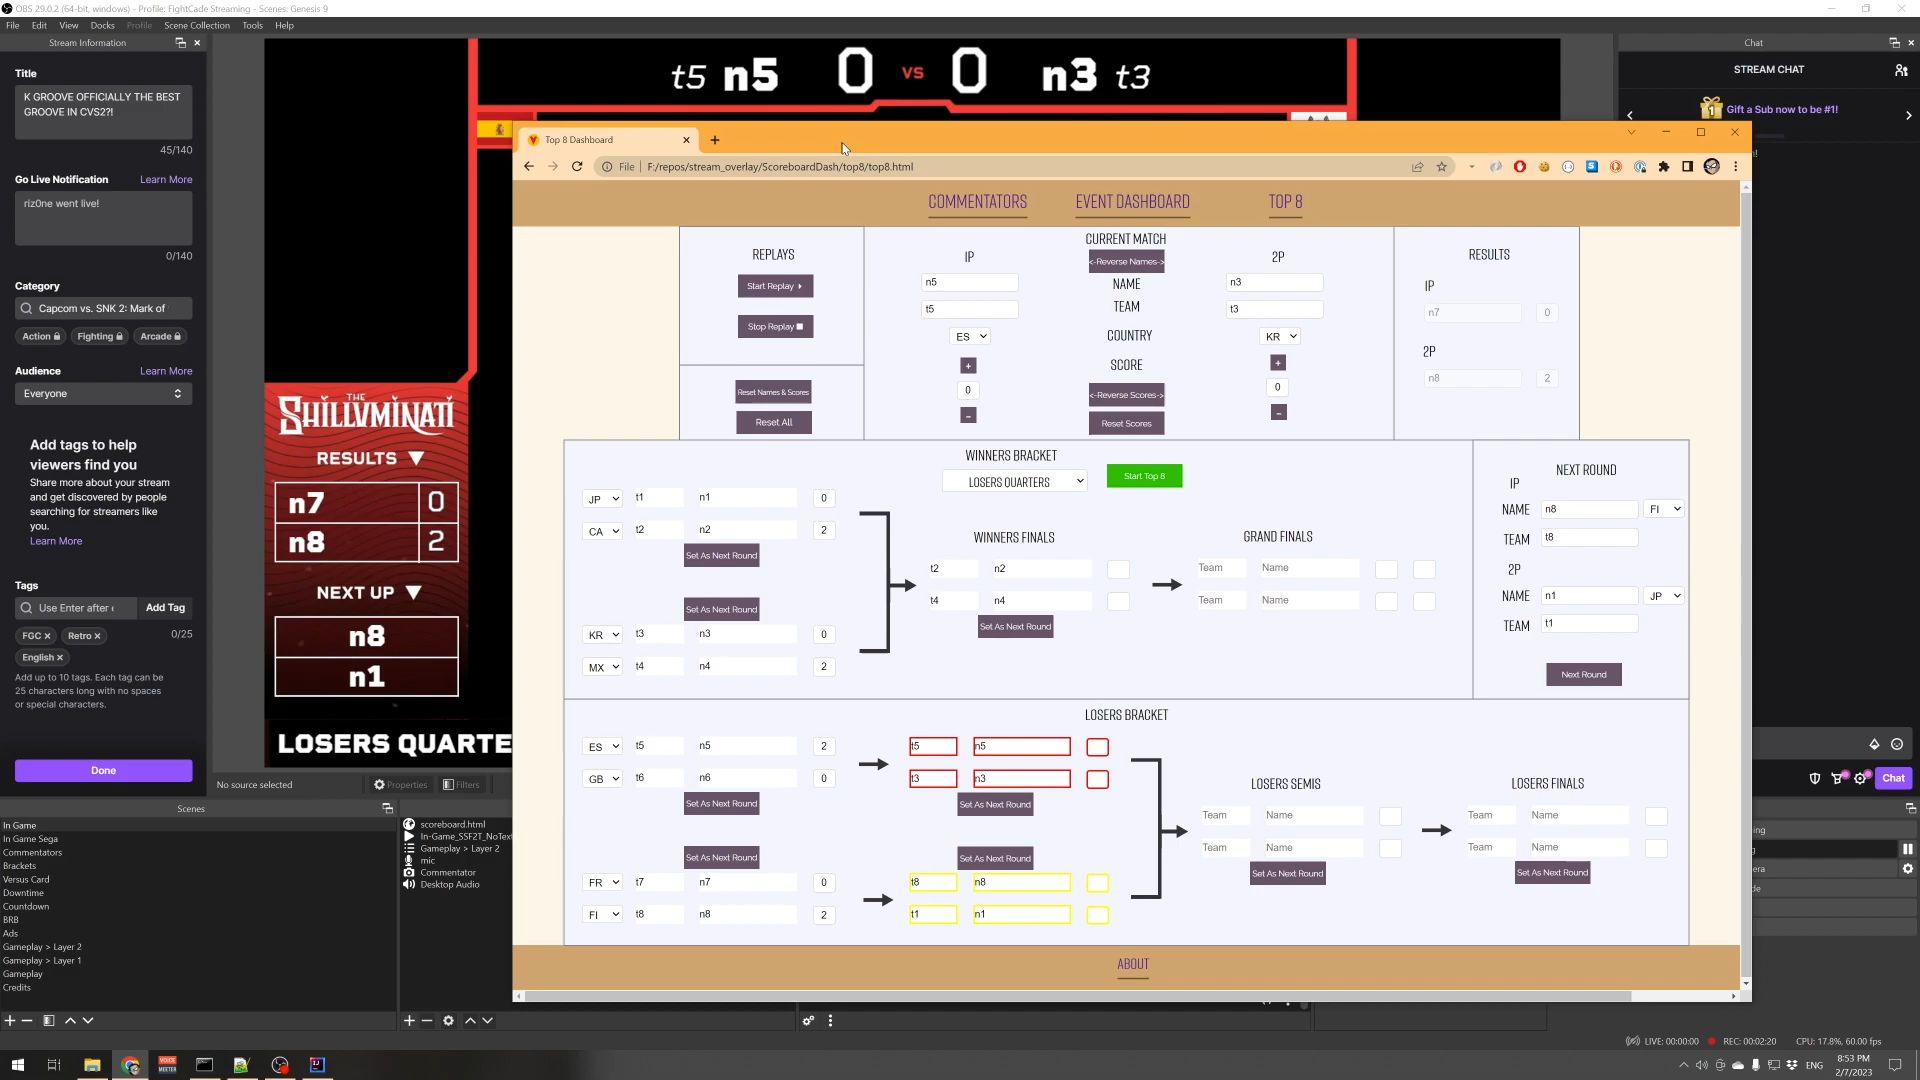 OBS 29.0.2 (64-bit, windows) - Profile: FightCade Streaming - Scenes: Genesis 9
File Edit View Docks Profile Scene Collection Tools Help
Stream Information
Title
K GROOVE OFFICIALLY THE BEST
GROOVE IN CVS2?!
45/140
Go Live Notification Learn More
riz0ne went live!
0/140
Category
Capcom vs. SNK 2: Mark of
Action Fighting Arcade
Audience Learn More
Everyone
Add tags to help
viewers find you
Share more about your stream
and get discovered by people
searching for streamers like
you.
Learn More
Tags
Use Enter after Add Tag
FGC Retro 0/25
English
Add up to 10 tags. Each tag can be
25 characters long with no spaces
or special characters.
Done
t5 n5 0 VS 0 n3 t3
THE
SHILLVMINATI
RESULTS
n7 0
n8 2
NEXT UP
n8
n1
LOSERS QUARTE
Chat
STREAM CHAT
Gift a Sub now to be #1!
Chat
Top 8 Dashboard
File F:/repos/stream_overlay/ScoreboardDash/top8/top8.html
COMMENTATORS EVENT DASHBOARD TOP 8
REPLAYS
Start Replay
Stop Replay
Reset Names & Scores
Reset All
CURRENT MATCH
1P <-Reverse Names-> 2P
n5 NAME n3
t5 TEAM t3
ES COUNTRY KR
+ SCORE +
0 <-Reverse Scores-> 0
- Reset Scores -
RESULTS
1P
n7 0
2P
n8 2
WINNERS BRACKET
LOSERS QUARTERS Start Top 8
JP t1 n1 0
CA t2 n2 2
Set As Next Round
Set As Next Round
KR t3 n3 0
MX t4 n4 2
WINNERS FINALS
t2 n2
t4 n4
Set As Next Round
GRAND FINALS
Team Name
Team Name
NEXT ROUND
1P
NAME n8 FI
TEAM t8
2P
NAME n1 JP
TEAM t1
Next Round
LOSERS BRACKET
ES t5 n5 2
GB t6 n6 0
Set As Next Round
Set As Next Round
FR t7 n7 0
FI t8 n8 2
t5 n5
t3 n3
Set As Next Round
Set As Next Round
t8 n8
t1 n1
LOSERS SEMIS
Team Name
Team Name
Set As Next Round
LOSERS FINALS
Team Name
Team Name
Set As Next Round
ABOUT
No source selected Properties Filters
Scenes
In Game
In Game Sega
Commentators
Brackets
Versus Card
Downtime
Countdown
BRB
Ads
Gameplay > Layer 2
Gameplay > Layer 1
Gameplay
Credits
scoreboard.html
In-Game_SSF2T_NoText
Gameplay > Layer 2
mic
Commentator
Desktop Audio
LIVE: 00:00:00 REC: 00:02:20 CPU: 17.8%, 60.00 fps
VOICE
MEETER
ENG
8:53 PM
2/7/2023